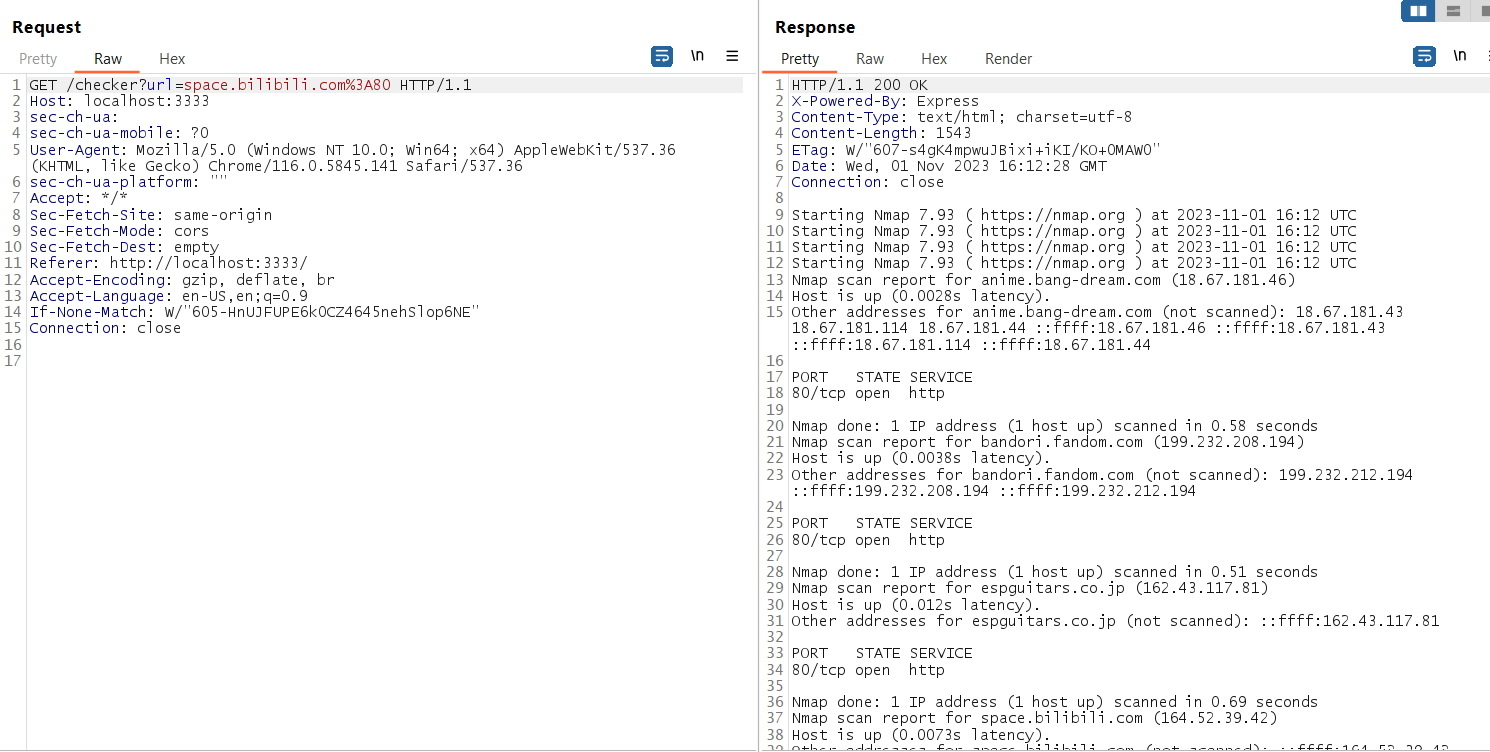 Request
Pretty Raw Hex \n
1 GET /checker?url=space.bilibili.com%3A80 HTTP/1.1
2 Host: localhost:3333
3 sec-ch-ua:
4 sec-ch-ua-mobile: ?0
5 User-Agent: Mozilla/5.0 (Windows NT 10.0; Win64; x64) AppleWebKit/537.36
(KHTML, like Gecko) Chrome/116.0.5845.141 Safari/537.36
6 sec-ch-ua-platform: ""
7 Accept: */*
8 Sec-Fetch-Site: same-origin
9 Sec-Fetch-Mode: cors
10 Sec-Fetch-Dest: empty
11 Referer: http://localhost:3333/
12 Accept-Encoding: gzip, deflate, br
13 Accept-Language: en-US,en;q=0.9
14 If-None-Match: W/"605-HnUJFUPE6kOCZ4645nehSlop6NE"
15 Connection: close
16
17
Response
Pretty Raw Hex Render \n
1 HTTP/1.1 200 OK
2 X-Powered-By: Express
3 Content-Type: text/html; charset=utf-8
4 Content-Length: 1543
5 ETag: W/"607-s4gK4mpwuJBixi+iKI/KO+OMAWO"
6 Date: Wed, 01 Nov 2023 16:12:28 GMT
7 Connection: close
8
9 Starting Nmap 7.93 ( https://nmap.org ) at 2023-11-01 16:12 UTC
10 Starting Nmap 7.93 ( https://nmap.org ) at 2023-11-01 16:12 UTC
11 Starting Nmap 7.93 ( https://nmap.org ) at 2023-11-01 16:12 UTC
12 Starting Nmap 7.93 ( https://nmap.org ) at 2023-11-01 16:12 UTC
13 Nmap scan report for anime.bang-dream.com (18.67.181.46)
14 Host is up (0.0028s latency).
15 Other addresses for anime.bang-dream.com (not scanned): 18.67.181.43
18.67.181.114 18.67.181.44 ::ffff:18.67.181.46 ::ffff:18.67.181.43
::ffff:18.67.181.114 ::ffff:18.67.181.44
16
17 PORT STATE SERVICE
18 80/tcp open http
19
20 Nmap done: 1 IP address (1 host up) scanned in 0.58 seconds
21 Nmap scan report for bandori.fandom.com (199.232.208.194)
22 Host is up (0.0038s latency).
23 Other addresses for bandori.fandom.com (not scanned): 199.232.212.194
::ffff:199.232.208.194 ::ffff:199.232.212.194
24
25 PORT STATE SERVICE
26 80/tcp open http
27
28 Nmap done: 1 IP address (1 host up) scanned in 0.51 seconds
29 Nmap scan report for espguitars.co.jp (162.43.117.81)
30 Host is up (0.012s latency).
31 Other addresses for espguitars.co.jp (not scanned): ::ffff:162.43.117.81
32
33 PORT STATE SERVICE
34 80/tcp open http
35
36 Nmap done: 1 IP address (1 host up) scanned in 0.69 seconds
37 Nmap scan report for space.bilibili.com (164.52.39.42)
38 Host is up (0.0073s latency).